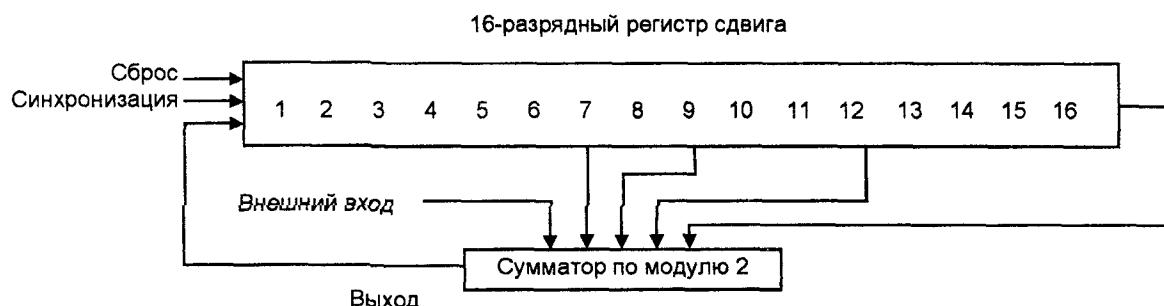 16-разрядный регистр сдвига
Сброс
Синхронизация
1 2 3 4 5 6 7 8 9 10 11 12 13 14 15 16
Внешний вход
Сумматор по модулю 2
Выход